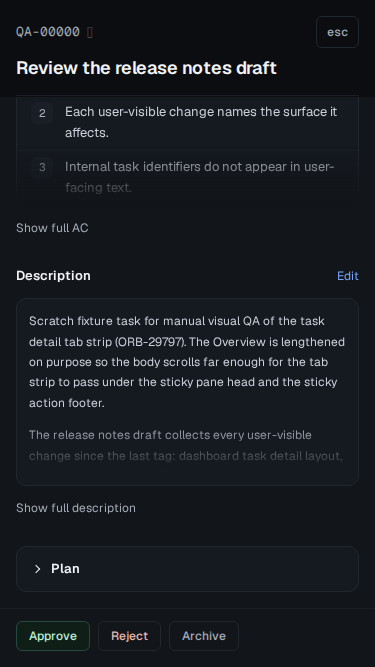 QA-00000
esc
Review the release notes draft
2 Each user-visible change names the surface it
affects.
3 Internal task identifiers do not appear in user-
facing text.
Show full AC
Description
Edit
Scratch fixture task for manual visual QA of the task
detail tab strip (ORB-29797). The Overview is lengthened
on purpose so the body scrolls far enough for the tab
strip to pass under the sticky pane head and the sticky
action footer.
The release notes draft collects every user-visible
change since the last tag: dashboard task detail layout,
Show full description
Plan
Approve
Reject
Archive